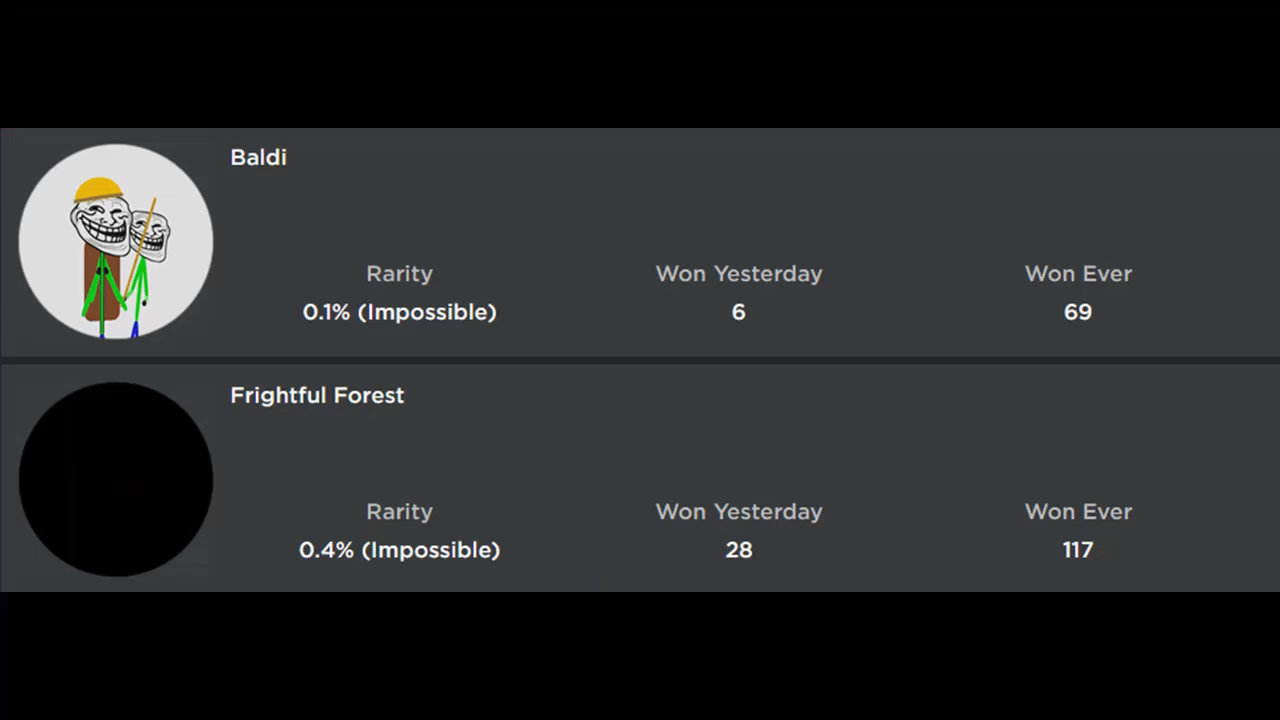 Baldi
Rarity Won Yesterday Won Ever
0.1% (Impossible) 6 69
Frightful Forest
Rarity Won Yesterday Won Ever
0.4% (Impossible) 28 117